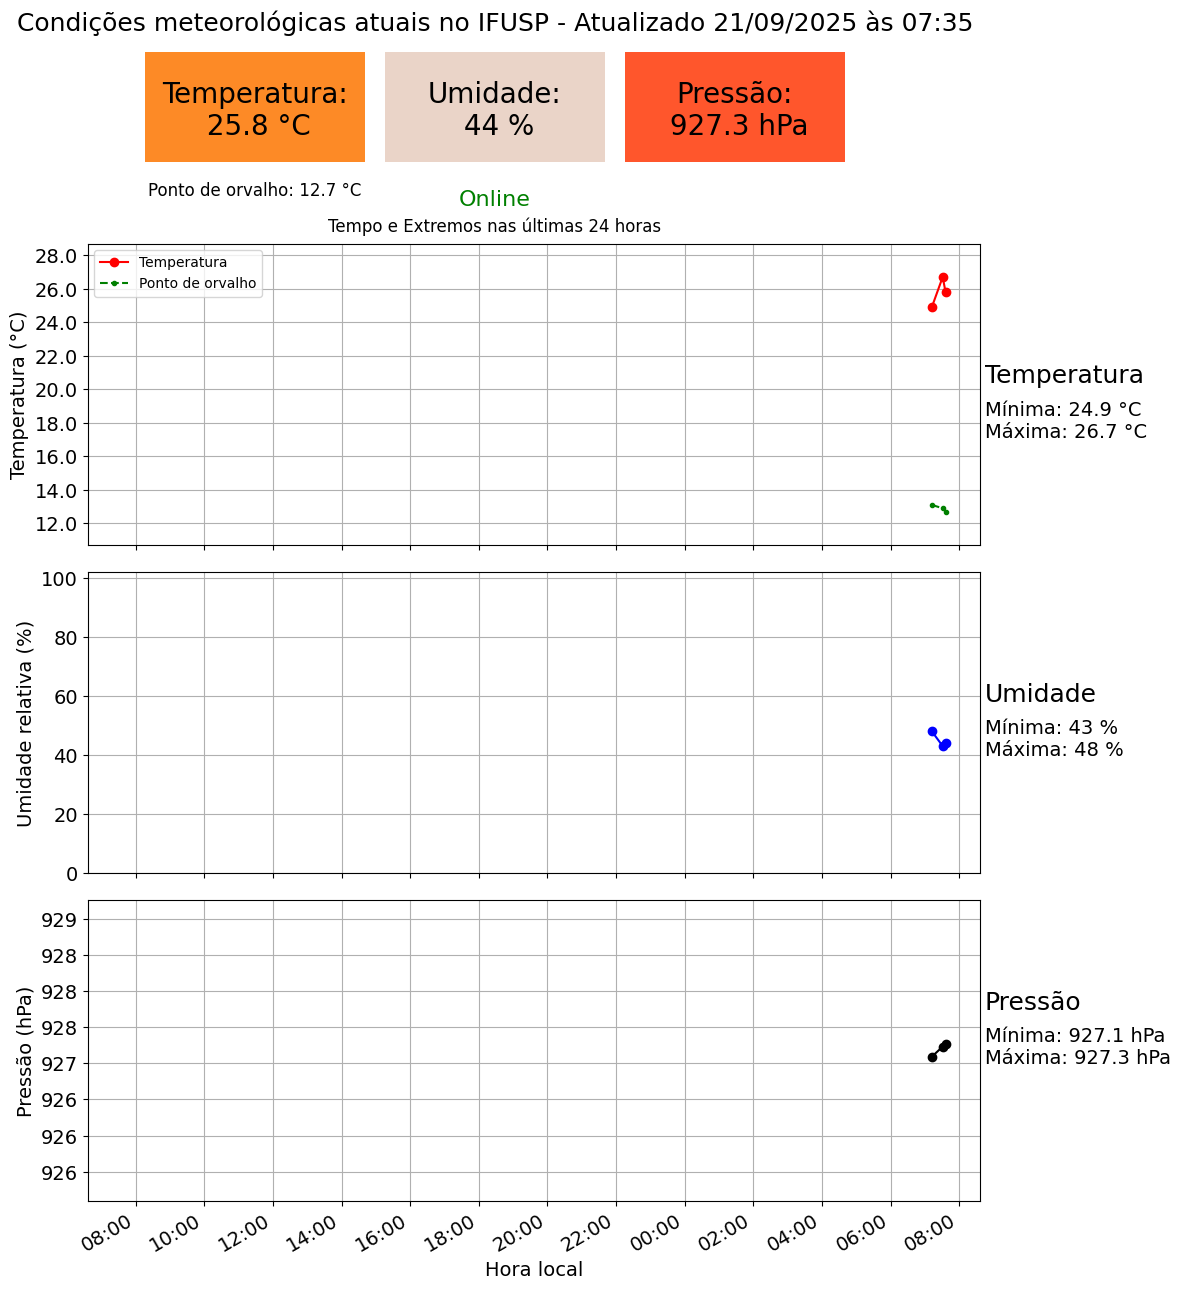 Condições meteorológicas atuais no IFUSP - Atualizado 21/09/2025 às 07:35
Temperatura:
25.8 °C
Umidade:
44 %
Pressão:
927.3 hPa
Ponto de orvalho: 12.7 °C
Online
Tempo e Extremos nas últimas 24 horas
Temperatura
Ponto de orvalho
Temperatura (°C)
28.0
26.0
24.0
22.0
20.0
18.0
16.0
14.0
12.0
Temperatura
Mínima: 24.9 °C
Máxima: 26.7 °C
Umidade relativa (%)
100
80
60
40
20
0
Umidade
Mínima: 43 %
Máxima: 48 %
Pressão (hPa)
929
928
928
928
927
926
926
926
Pressão
Mínima: 927.1 hPa
Máxima: 927.3 hPa
08:00 10:00 12:00 14:00 16:00 18:00 20:00 22:00 00:00 02:00 04:00 06:00 08:00
Hora local